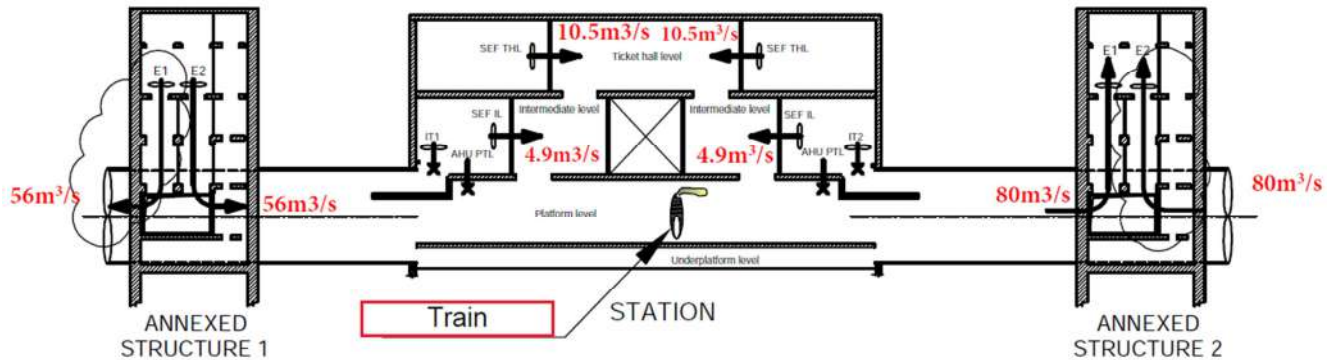 10.5m3/s
10.5m³/s
SEF THL
SEF THL
Ticket hall level
E1
E2
E1
E2
Intermediate level
Intermediate level
SEF IL
SEF IL
IT1
IT2
AHU PTL
AHU PTL
4.9m3/s
4.9m³/s
56m³/s
56m3/s
80m3/s
80m³/s
Platform level
Underplatform level
Train
STATION
ANNEXED
STRUCTURE 1
ANNEXED
STRUCTURE 2